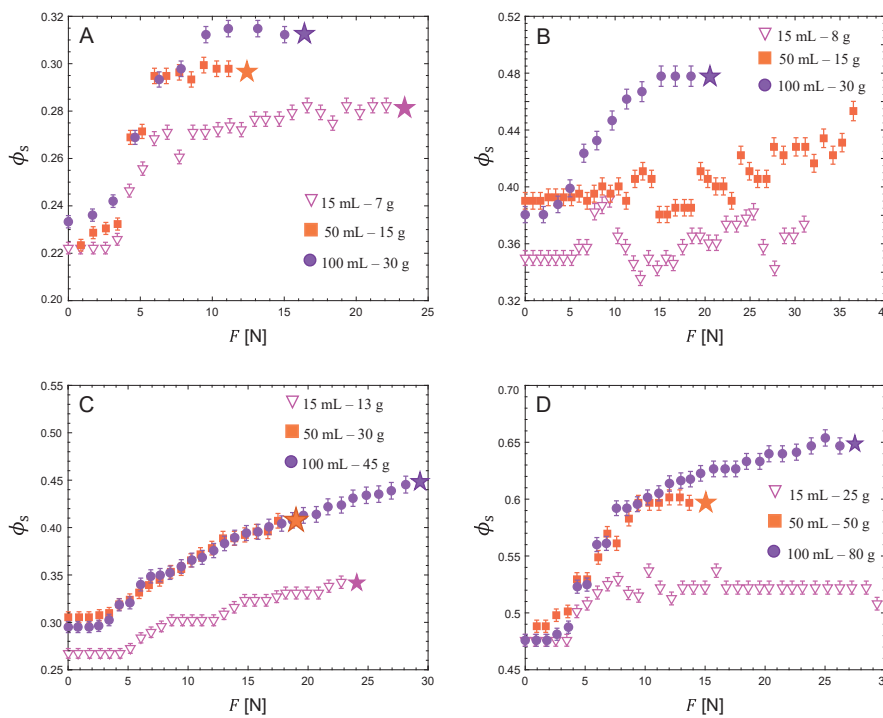 A
0.32
0.30
0.28
0.26
0.24
0.22
0.20
ϕs
15 mL – 7 g
50 mL – 15 g
100 mL – 30 g
0 5 10 15 20 25
F [N]
B
0.52
0.48
0.44
0.40
0.36
0.32
ϕs
15 mL – 8 g
50 mL – 15 g
100 mL – 30 g
0 5 10 15 20 25 30 35 4
F [N]
C
0.55
0.50
0.45
0.40
0.35
0.30
0.25
ϕs
15 mL – 13 g
50 mL – 30 g
100 mL – 45 g
0 5 10 15 20 25 30
F [N]
D
0.70
0.65
0.6
0.55
0.5
0.45
ϕs
15 mL – 25 g
50 mL – 50 g
100 mL – 80 g
0 5 10 15 20 25 30
F [N]